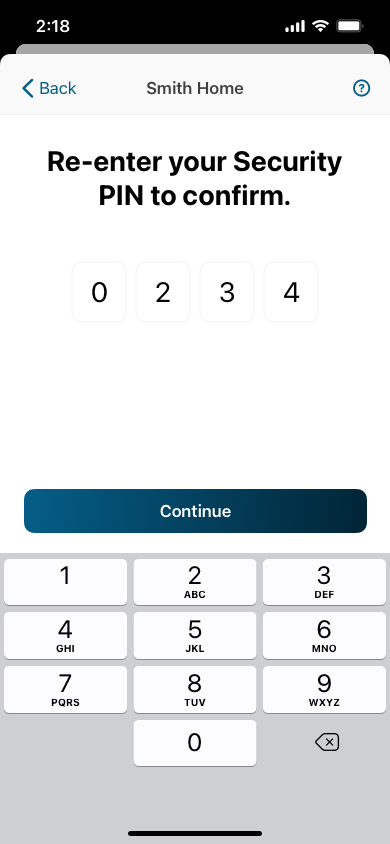 2:18
Back
Smith Home
?
Re-enter your Security
PIN to confirm.
0 2 3 4
Continue
1 2 3
ABC DEF
4 5 6
GHI JKL MNO
7 8 9
PQRS TUV WXYZ
0